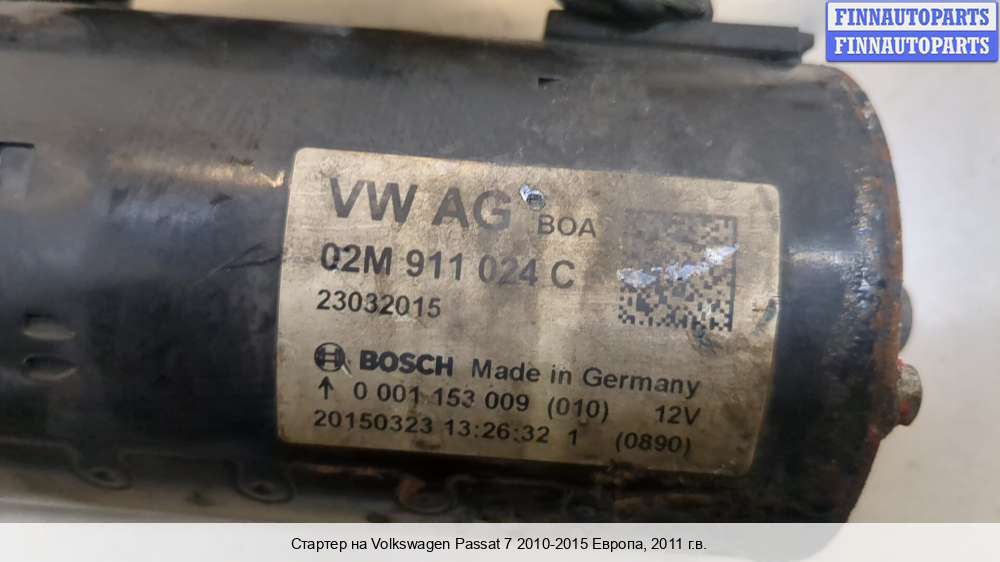 FINNAUTOPARTS
FINNAUTOPARTS
VW AG BOA
02M 911 024 C
23032015
BOSCH Made in Germany
↑ 0 001 153 009 (010) 12V
20150323 13:26:32 1 (0890)
Стартер на Volkswagen Passat 7 2010-2015 Европа, 2011 г.в.